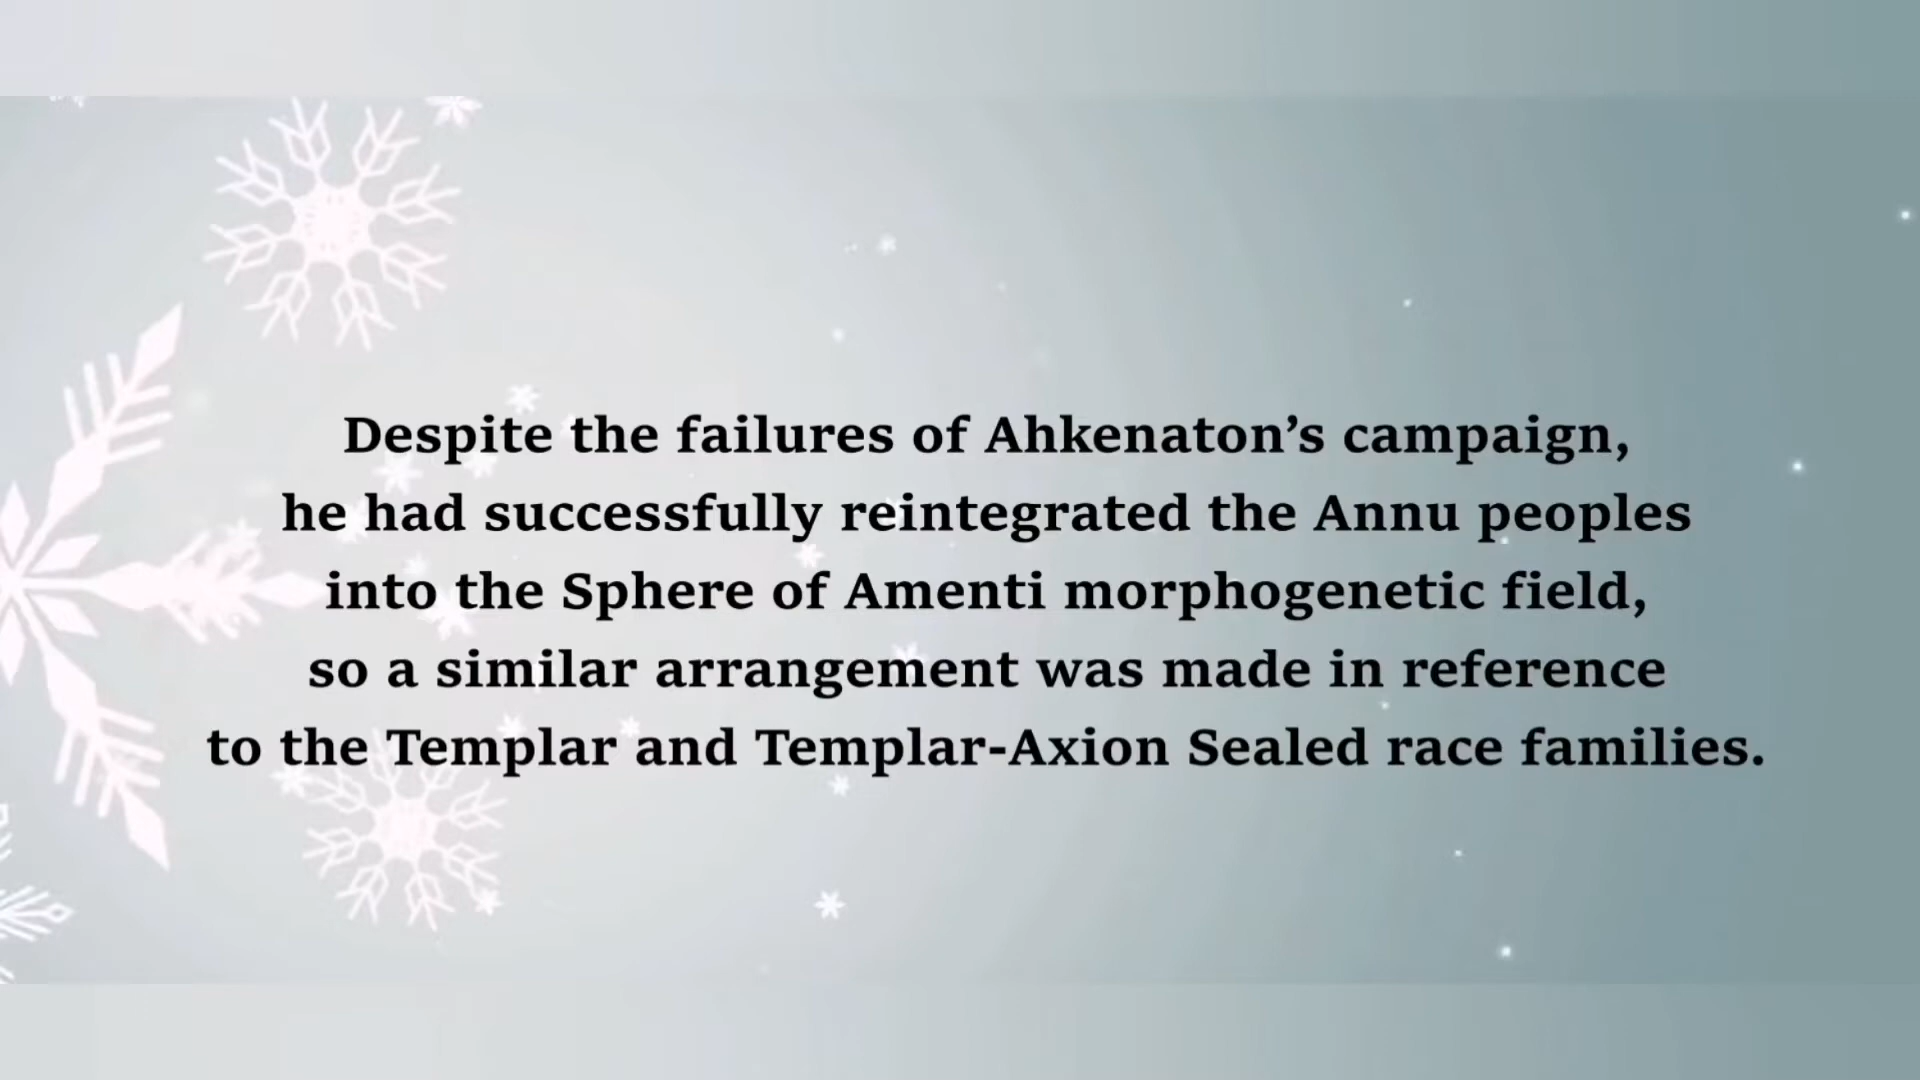 Despite the failures of Ahkenaton’s campaign,
he had successfully reintegrated the Annu peoples
into the Sphere of Amenti morphogenetic field,
so a similar arrangement was made in reference
to the Templar and Templar-Axion Sealed race families.